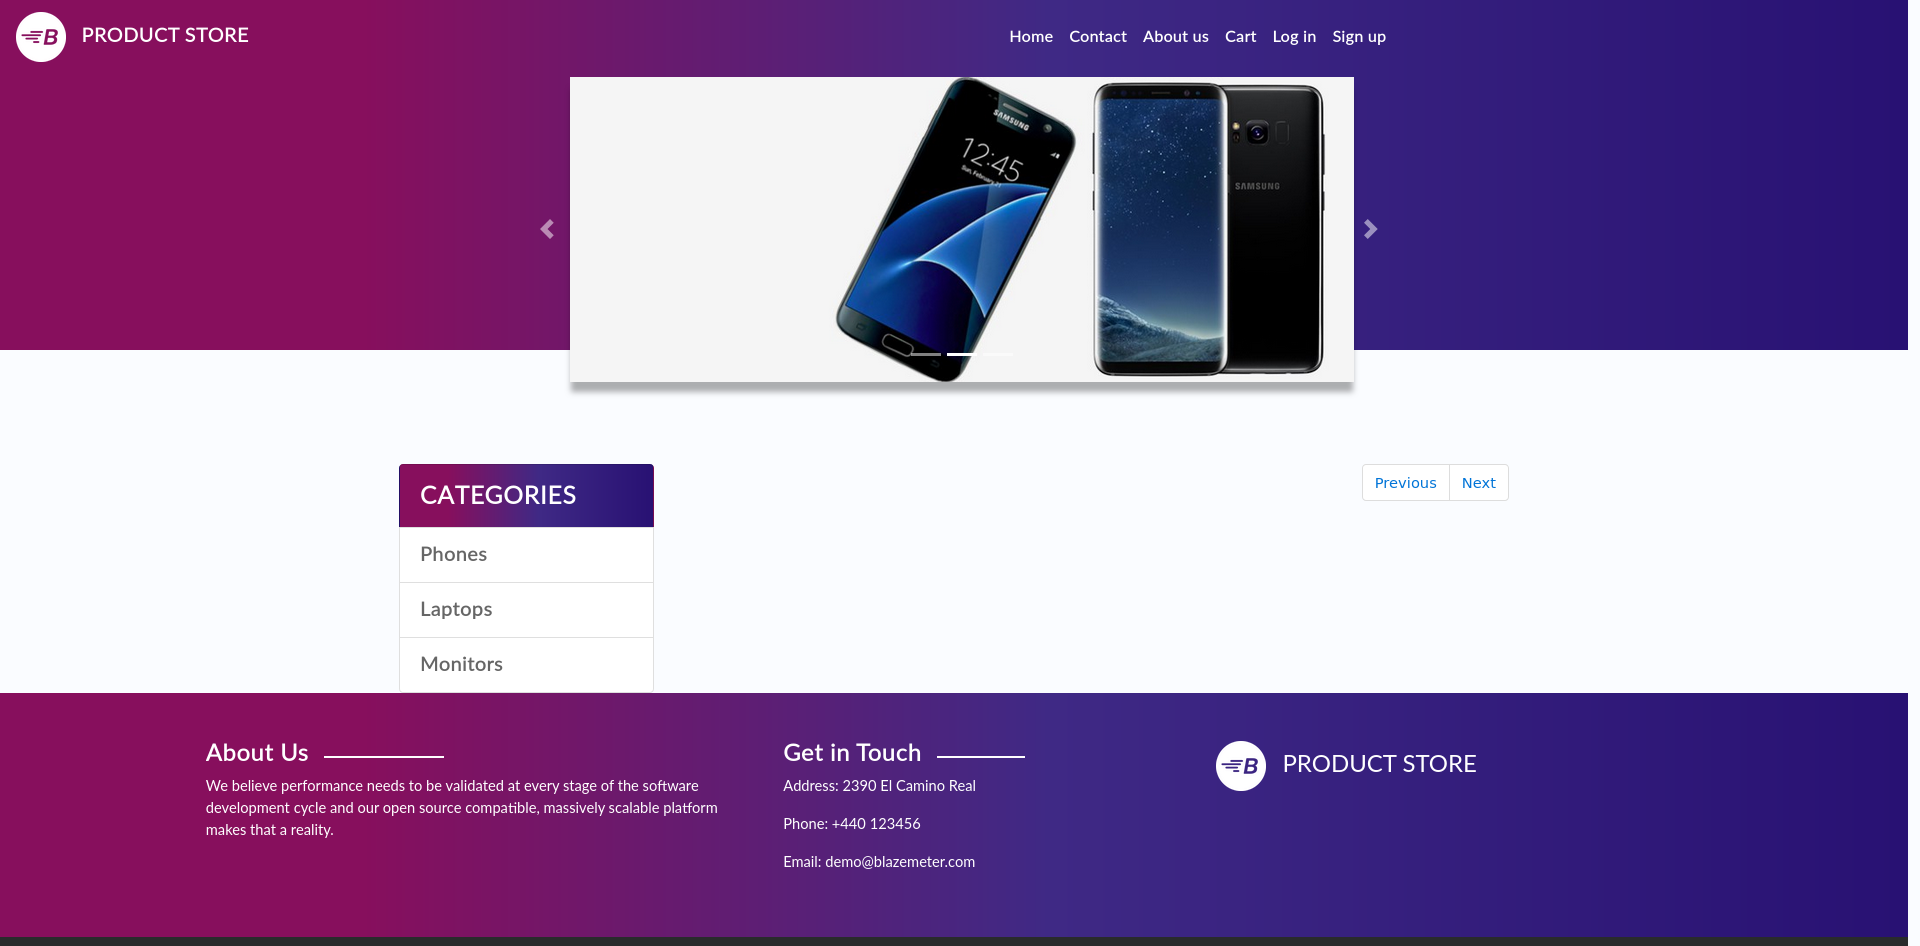 B PRODUCT STORE
Home Contact About us Cart Log in Sign up
SAMSUNG
12:45
Sun, February 21
SAMSUNG
CATEGORIES
Previous Next
Phones
Laptops
Monitors
About Us
We believe performance needs to be validated at every stage of the software
development cycle and our open source compatible, massively scalable platform
makes that a reality.
Get in Touch
Address: 2390 El Camino Real
Phone: +440 123456
Email: demo@blazemeter.com
B PRODUCT STORE